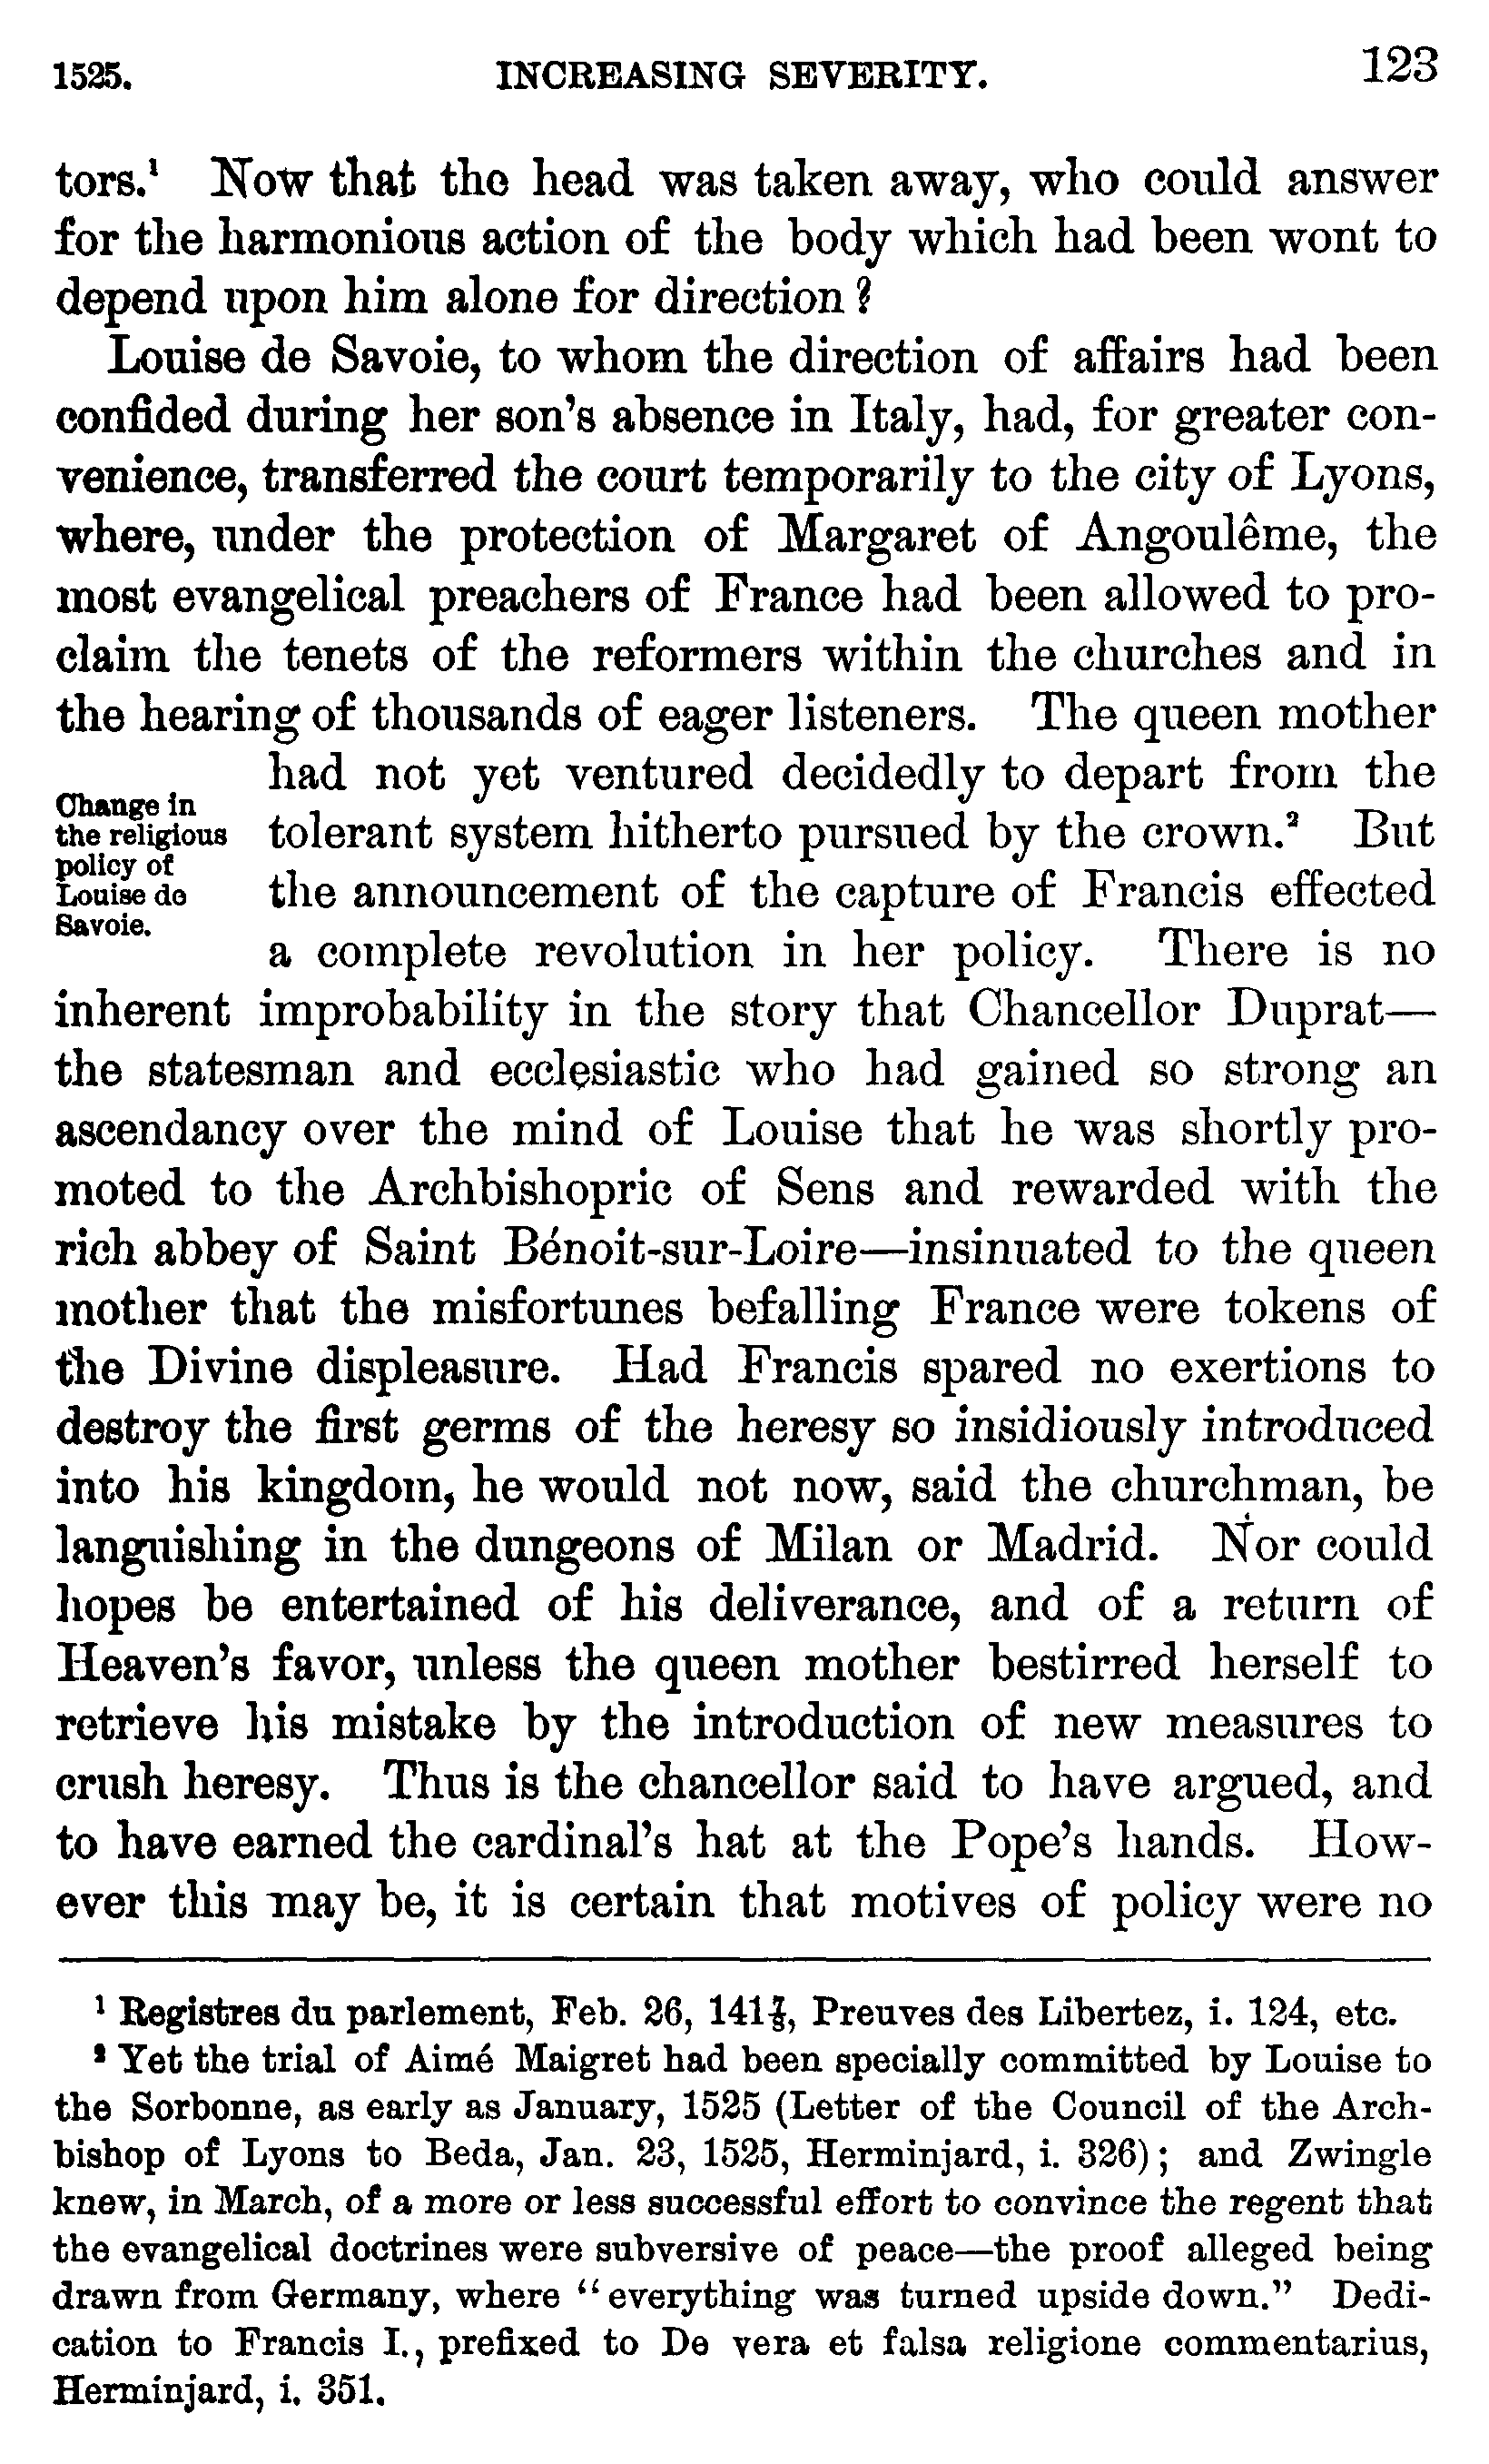 1525. INCREASING SEVERITY. 123
tors.¹ Now that the head was taken away, who could answer
for the harmonious action of the body which had been wont to
depend upon him alone for direction?
Louise de Savoie, to whom the direction of affairs had been
confided during her son's absence in Italy, had, for greater con-
venience, transferred the court temporarily to the city of Lyons,
where, under the protection of Margaret of Angoulême, the
most evangelical preachers of France had been allowed to pro-
claim the tenets of the reformers within the churches and in
the hearing of thousands of eager listeners. The queen mother
Change in
the religious
policy of
Louise de
Savoie.
had not yet ventured decidedly to depart from the
tolerant system hitherto pursued by the crown.² But
the announcement of the capture of Francis effected
a complete revolution in her policy. There is no
inherent improbability in the story that Chancellor Duprat—
the statesman and ecclesiastic who had gained so strong an
ascendancy over the mind of Louise that he was shortly pro-
moted to the Archbishopric of Sens and rewarded with the
rich abbey of Saint Bénoit-sur-Loire—insinuated to the queen
mother that the misfortunes befalling France were tokens of
the Divine displeasure. Had Francis spared no exertions to
destroy the first germs of the heresy so insidiously introduced
into his kingdom, he would not now, said the churchman, be
languishing in the dungeons of Milan or Madrid. Nor could
hopes be entertained of his deliverance, and of a return of
Heaven's favor, unless the queen mother bestirred herself to
retrieve his mistake by the introduction of new measures to
crush heresy. Thus is the chancellor said to have argued, and
to have earned the cardinal's hat at the Pope's hands. How-
ever this may be, it is certain that motives of policy were no
¹ Registres du parlement, Feb. 26, Preuves des Libertez, i. 124, etc.
² Yet the trial of Aimé Maigret had been specially committed by Louise to
the Sorbonne, as early as January, 1525 (Letter of the Council of the Arch-
bishop of Lyons to Beda, Jan. 23, 1525, Herminjard, i. 326); and Zwingle
knew, in March, of a more or less successful effort to convince the regent that
the evangelical doctrines were subversive of peace—the proof alleged being
drawn from Germany, where "everything was turned upside down." Dedi-
cation to Francis I., prefixed to De vera et falsa religione commentarius,
Herminjard, i. 351.